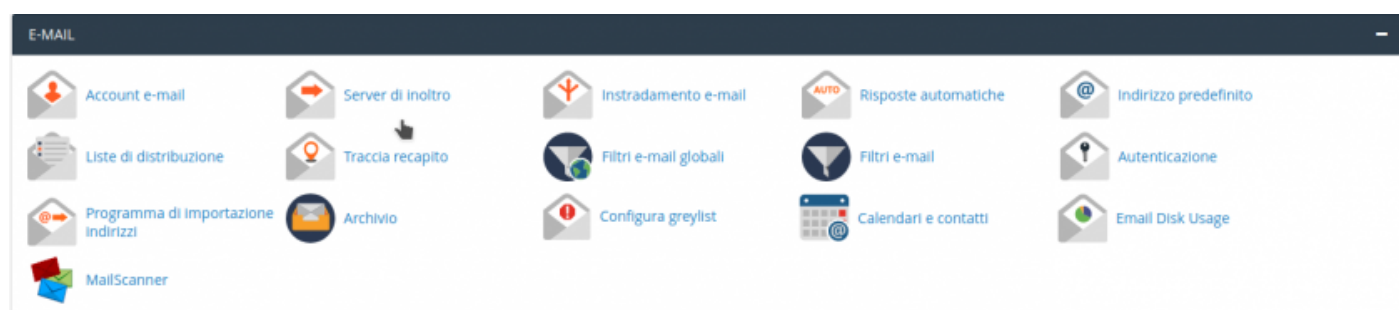 E-MAIL
Account e-mail
Server di inoltro
Instradamento e-mail
AUTO
Risposte automatiche
@
Indirizzo predefinito
Liste di distribuzione
Traccia recapito
Filtri e-mail globali
Filtri e-mail
Autenticazione
@
Programma di importazione
indirizzi
Archivio
Configura greylist
@
Calendari e contatti
Email Disk Usage
MailScanner